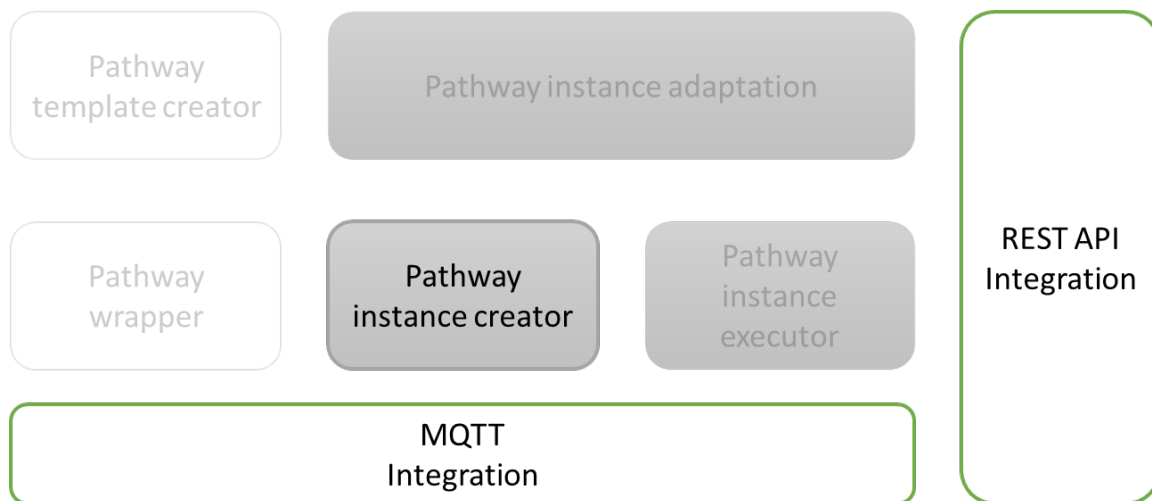 Pathway
template creator
Pathway instance adaptation
Pathway
wrapper
Pathway
instance creator
Pathway
instance
executor
REST API
Integration
MQTT
Integration